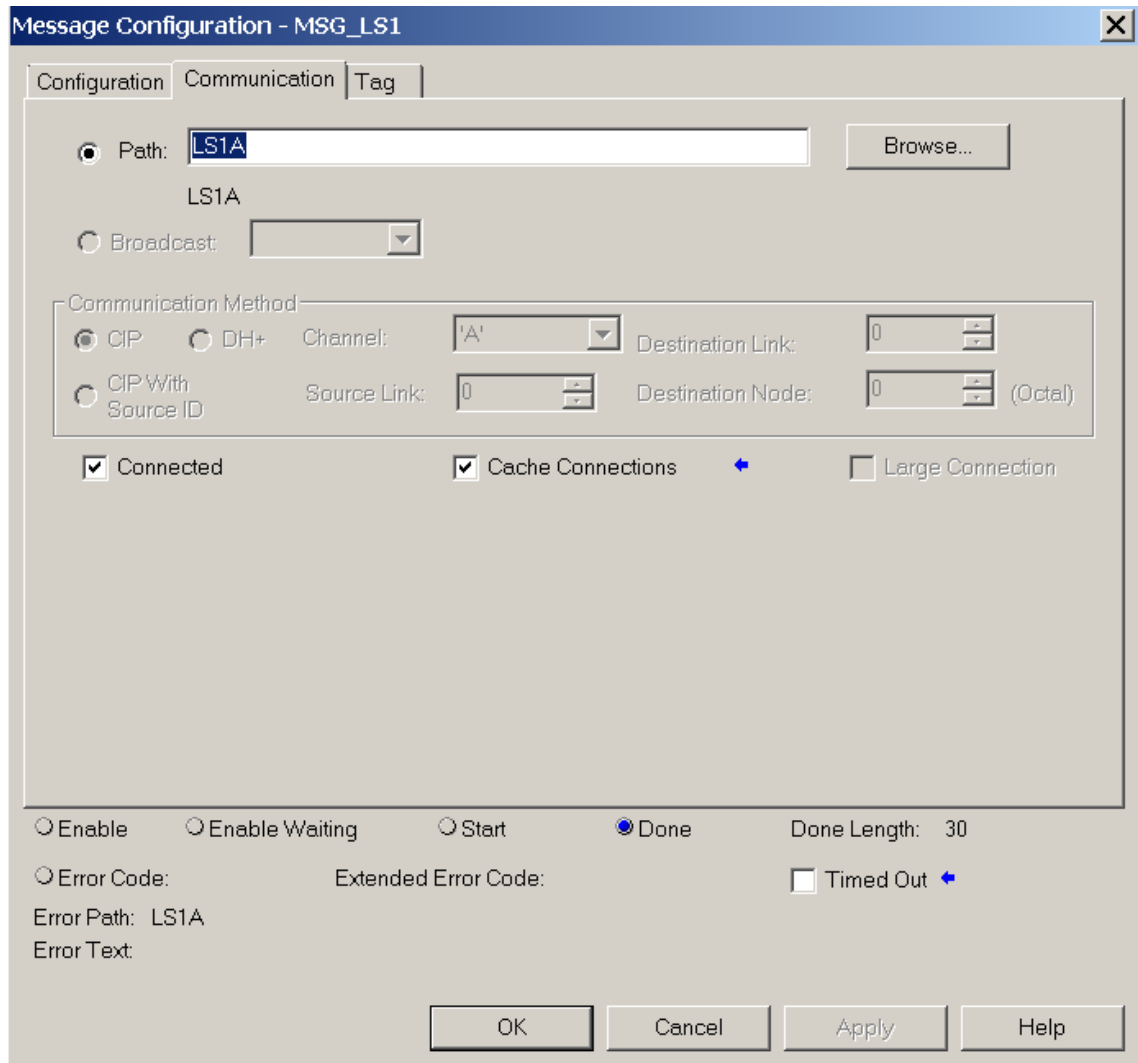 Message Configuration - MSG_LS1
Configuration Communication Tag
Path: LS1A Browse...
LS1A
Broadcast:
Communication Method
CIP DH+ Channel: 'A' Destination Link: 0
CIP With Source ID Source Link: 0 Destination Node: 0 (Octal)
Connected Cache Connections Large Connection
Enable Enable Waiting Start Done Done Length: 30
Error Code: Extended Error Code: Timed Out
Error Path: LS1A
Error Text:
OK Cancel Apply Help